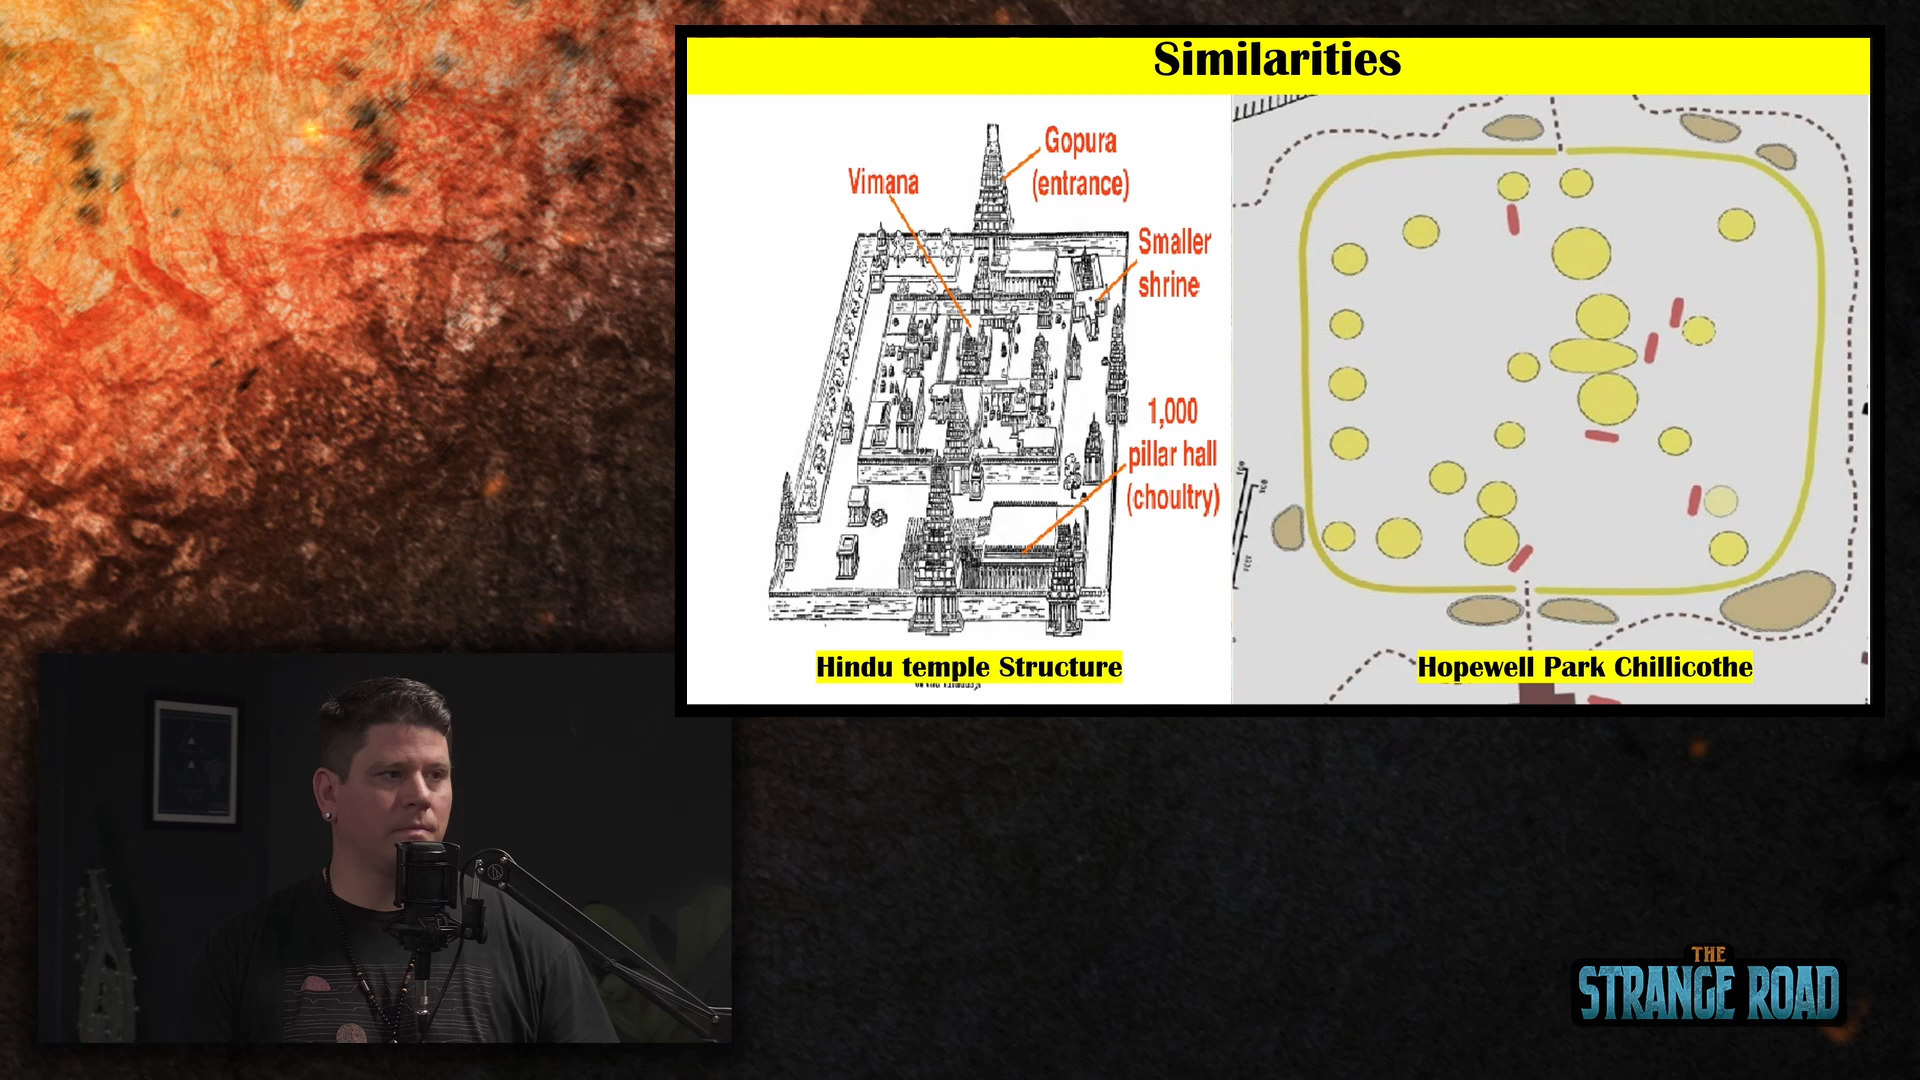 Similarities
Gopura
(entrance)
Vimana
Smaller
shrine
1,000
pillar hall
(choultry)
Hindu temple Structure
Hopewell Park Chillicothe
THE
STRANGE ROAD